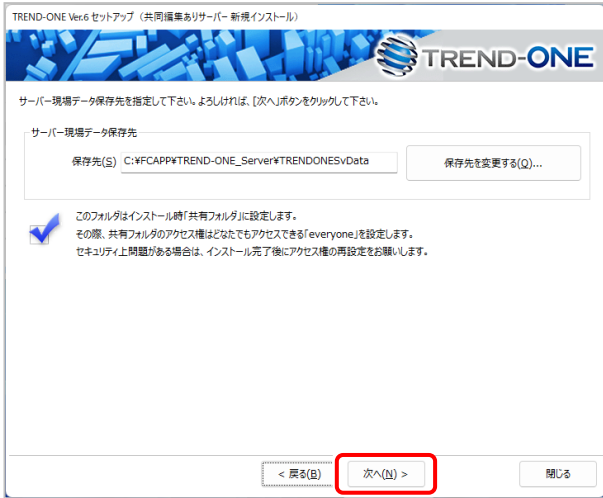 TREND-ONE Ver.6 セットアップ（共同編集ありサーバー 新規インストール）
TREND-ONE
サーバー現場データ保存先を指定して下さい。よろしければ、[次へ]ボタンをクリックして下さい。
サーバー現場データ保存先
保存先(S) C:¥FCAPP¥TREND-ONE_Server¥TRENDONESvData 保存先を変更する(Q)...
このフォルダはインストール時「共有フォルダ」に設定します。
その際、共有フォルダのアクセス権はどなたでもアクセスできる「everyone」を設定します。
セキュリティ上問題がある場合は、インストール完了後にアクセス権の再設定をお願いします。
< 戻る(B) 次へ(N) > 閉じる